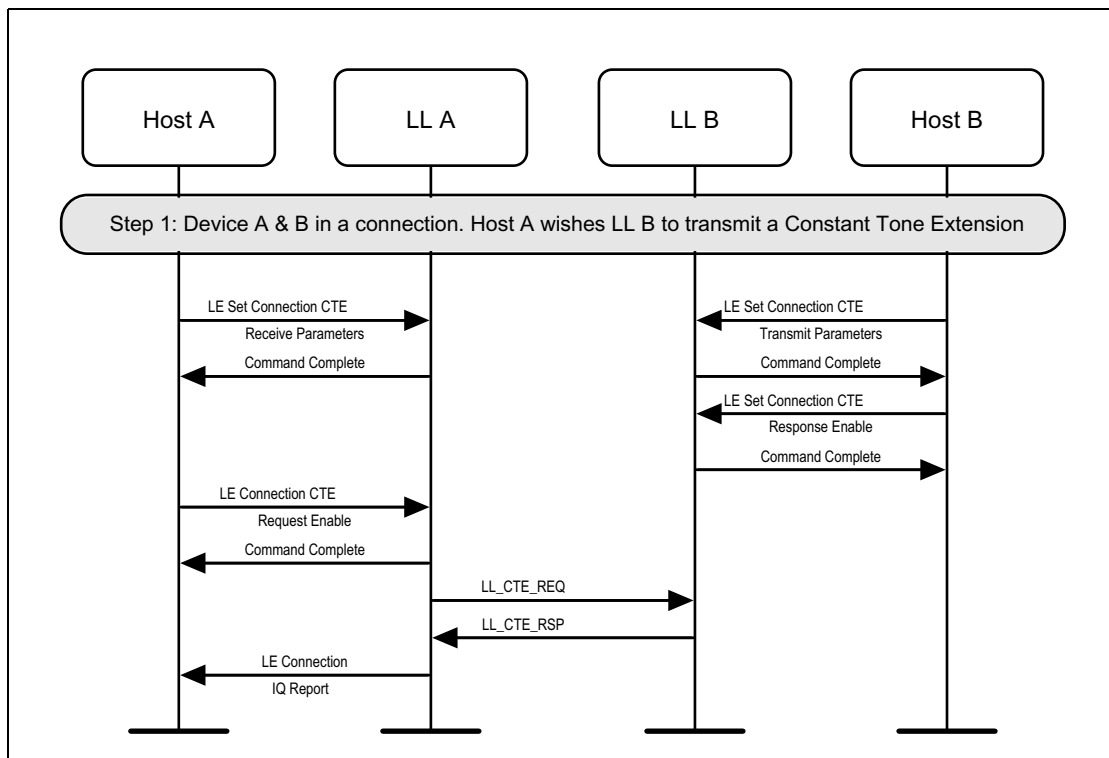 Host A
LL A
LL B
Host B
Step 1: Device A & B in a connection. Host A wishes LL B to transmit a Constant Tone Extension
LE Set Connection CTE
Receive Parameters
LE Set Connection CTE
Transmit Parameters
Command Complete
Command Complete
LE Set Connection CTE
Response Enable
Command Complete
LE Connection CTE
Request Enable
Command Complete
LL_CTE_REQ
LL_CTE_RSP
LE Connection
IQ Report